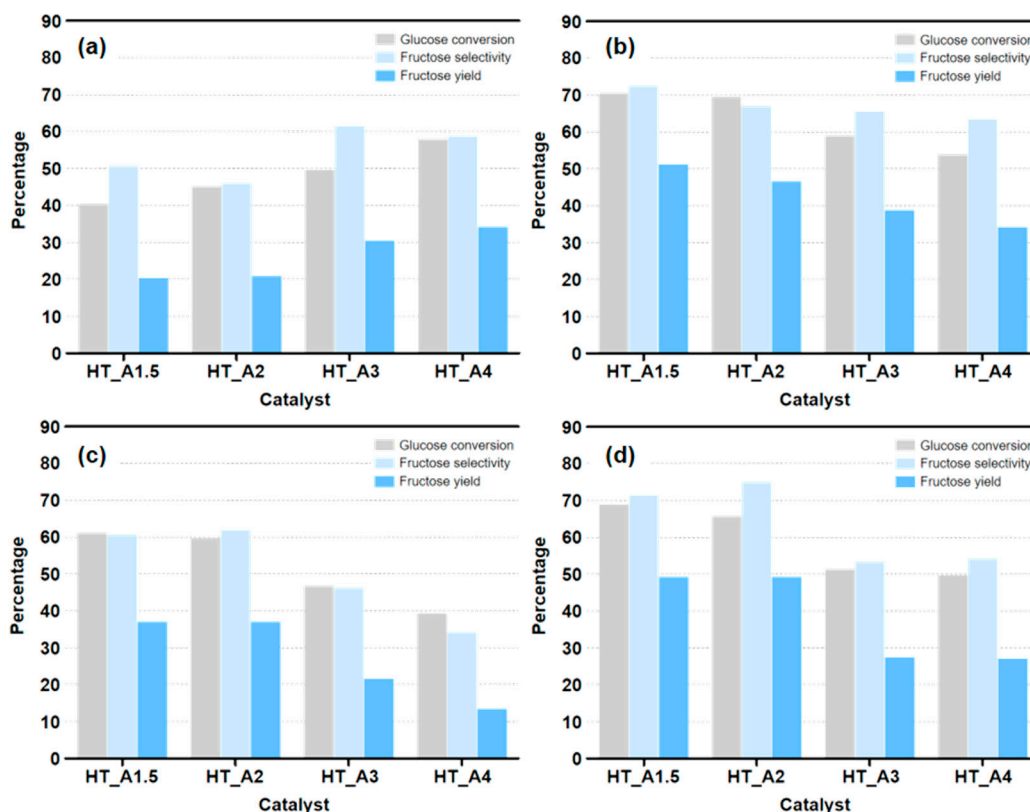 (a)
Glucose conversion
Fructose selectivity
Fructose yield
Percentage
90
80
70
60
50
40
30
20
10
0
HT_A1.5 HT_A2 HT_A3 HT_A4
Catalyst
(b)
Glucose conversion
Fructose selectivity
Fructose yield
Percentage
90
80
70
60
50
40
30
20
10
0
HT_A1.5 HT_A2 HT_A3 HT_A4
Catalyst
(c)
Glucose conversion
Fructose selectivity
Fructose yield
Percentage
90
80
70
60
50
40
30
20
10
0
HT_A1.5 HT_A2 HT_A3 HT_A4
Catalyst
(d)
Glucose conversion
Fructose selectivity
Fructose yield
Percentage
90
80
70
60
50
40
30
20
10
0
HT_A1.5 HT_A2 HT_A3 HT_A4
Catalyst